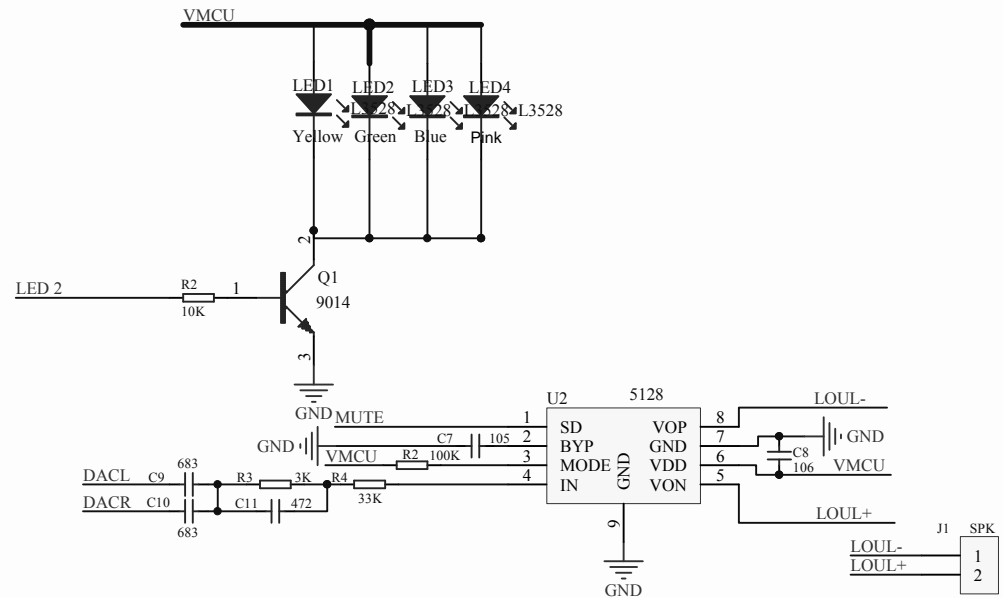 VMCU
LED1 LED2 LED3 LED4
L3528 L3528 L3528 L3528
Yellow Green Blue Pink
2
Q1
LED 2 R2 1
10K 9014
3
GND
U2 5128
MUTE 1 SD VOP 8 LOUL-
GND C7 105 2 BYP GND 7 GND
VMCU R2 100K 3 MODE VDD 6 C8 106 VMCU
DACL C9 683 R3 3K R4 33K 4 IN VON 5
GND
DACR C10 683 C11 472
LOUL+
9
GND
J1 SPK
LOUL- 1
LOUL+ 2